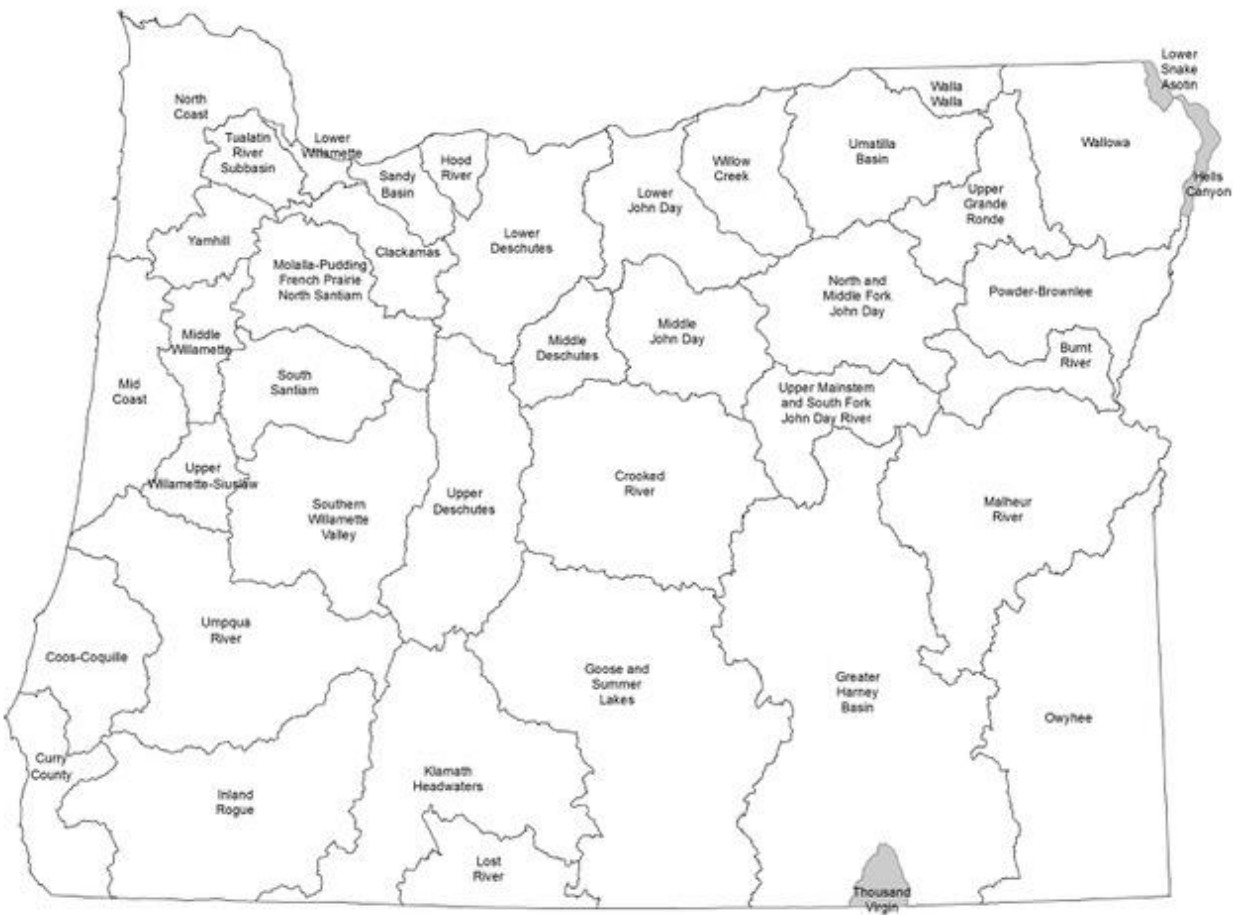 Lower
Snake
Asotin
North
Coast
Walla
Walla
Tualatin
River
Subbasin
Lower
Willamette
Hood
River
Sandy
Basin
Willow
Creek
Umatilla
Basin
Wallowa
Hells
Canyon
Lower
John Day
Upper
Grande
Ronde
Yamhill
Lower
Deschutes
Clackamas
Molalla-Pudding
French Prairie
North Santiam
North and
Middle Fork
John Day
Powder-Brownlee
Middle
Willamette
Middle
Deschutes
Middle
John Day
Burnt
River
Mid
Coast
South
Santiam
Upper Mainstem
and South Fork
John Day River
Upper
Willamette-Siuslaw
Southern
Willamette
Valley
Upper
Deschutes
Crooked
River
Malheur
River
Umpqua
River
Coos-Coquille
Goose and
Summer
Lakes
Greater
Harney
Basin
Owyhee
Curry
County
Inland
Rogue
Klamath
Headwaters
Lost
River
Thousand
Virgin